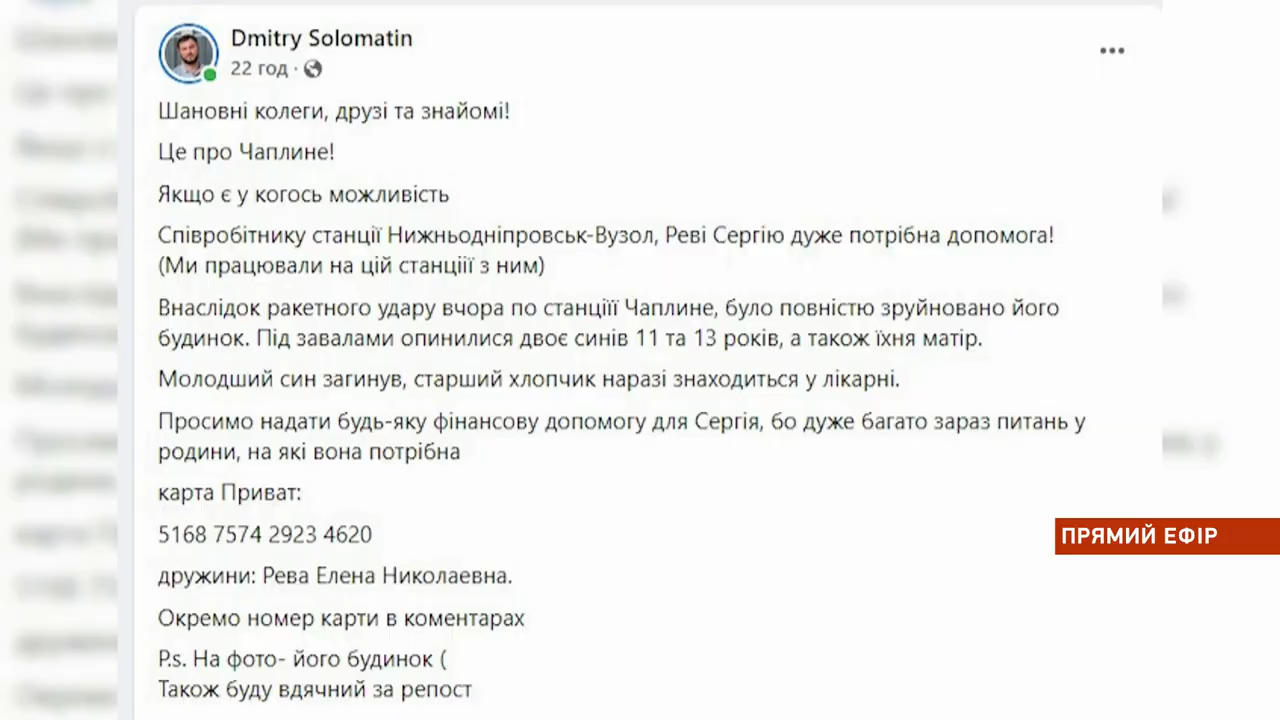 Dmitry Solomatin
22 год ·
Шановні колеги, друзі та знайомі!
Це про Чаплине!
Якщо є у когось можливість
Співробітнику станції Нижньодніпровськ-Вузол, Реві Сергію дуже потрібна допомога!
(Ми працювали на цій станціії з ним)
Внаслідок ракетного удару вчора по станціїї Чаплине, було повністю зруйновано його
будинок. Під завалами опинилися двоє синів 11 та 13 років, а також їхня матір.
Молодший син загинув, старший хлопчик наразі знаходиться у лікарні.
Просимо надати будь-яку фінансову допомогу для Сергія, бо дуже багато зараз питань у
родини, на які вона потрібна
карта Приват:
5168 7574 2923 4620
ПРЯМИЙ ЕФІР
дружини: Рева Елена Николаевна.
Окремо номер карти в коментарах
P.s. На фото- його будинок (
Також буду вдячний за репост